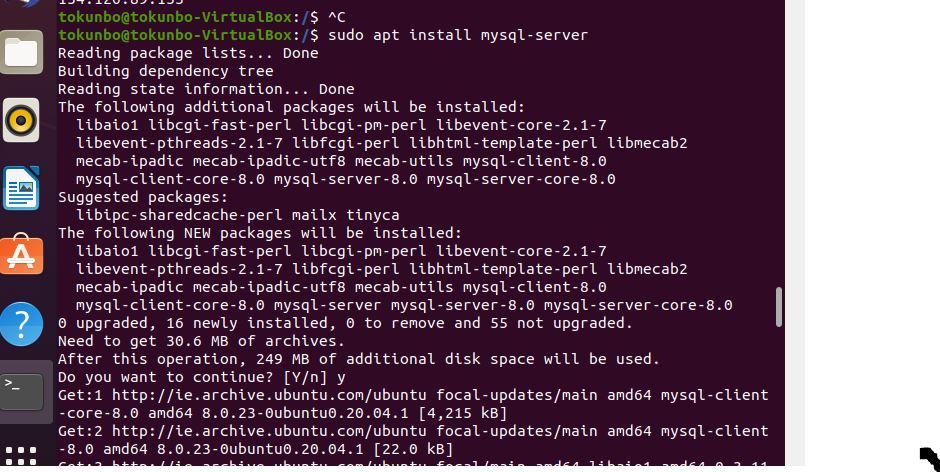 tokunbo@tokunbo-VirtualBox:/$ ^C
tokunbo@tokunbo-VirtualBox:/$ sudo apt install mysql-server
Reading package lists... Done
Building dependency tree
Reading state information... Done
The following additional packages will be installed:
  libaio1 libcgi-fast-perl libcgi-pm-perl libevent-core-2.1-7
  libevent-pthreads-2.1-7 libfcgi-perl libhtml-template-perl libmecab2
  mecab-ipadic mecab-ipadic-utf8 mecab-utils mysql-client-8.0
  mysql-client-core-8.0 mysql-server-8.0 mysql-server-core-8.0
Suggested packages:
  libipc-sharedcache-perl mailx tinyca
The following NEW packages will be installed:
  libaio1 libcgi-fast-perl libcgi-pm-perl libevent-core-2.1-7
  libevent-pthreads-2.1-7 libfcgi-perl libhtml-template-perl libmecab2
  mecab-ipadic mecab-ipadic-utf8 mecab-utils mysql-client-8.0
  mysql-client-core-8.0 mysql-server mysql-server-8.0 mysql-server-core-8.0
0 upgraded, 16 newly installed, 0 to remove and 55 not upgraded.
Need to get 30.6 MB of archives.
After this operation, 249 MB of additional disk space will be used.
Do you want to continue? [Y/n] y
Get:1 http://ie.archive.ubuntu.com/ubuntu focal-updates/main amd64 mysql-client
-core-8.0 amd64 8.0.23-0ubuntu0.20.04.1 [4,215 kB]
Get:2 http://ie.archive.ubuntu.com/ubuntu focal-updates/main amd64 mysql-client
-8.0 amd64 8.0.23-0ubuntu0.20.04.1 [22.0 kB]